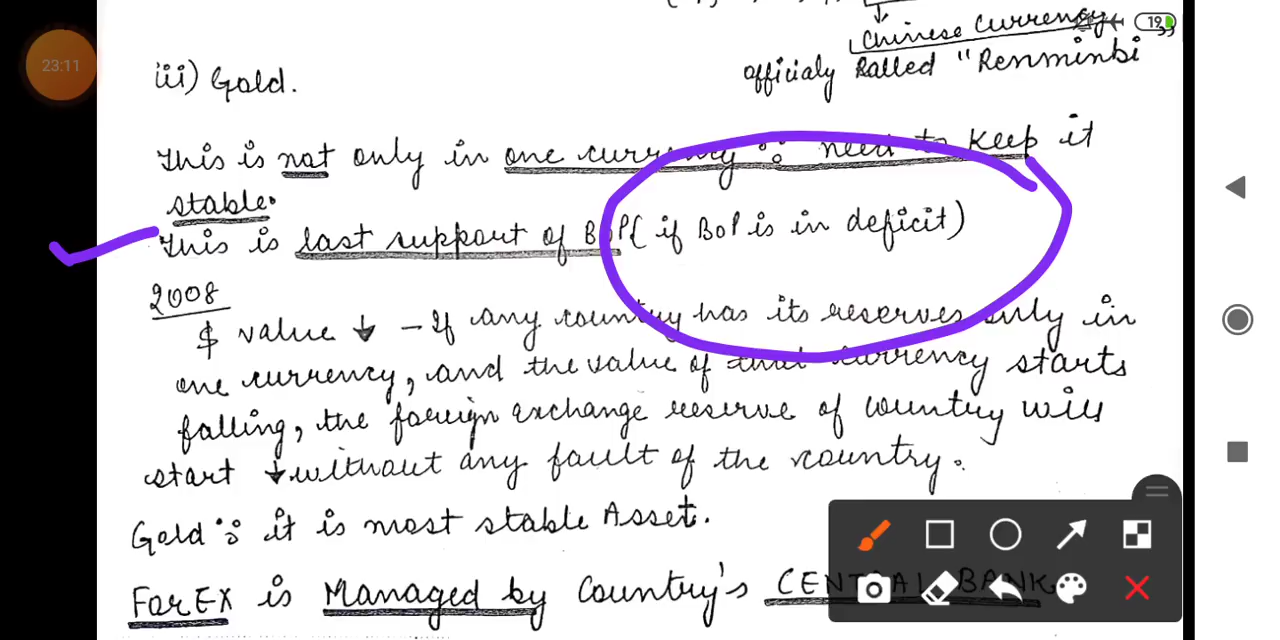 Chinese Currency
19
officialy Called "Renminbi
23:11
iii) Gold.
This is not only in one currency ∵ need to Keep it
stable.
This is last support of BoP( if BoP is in deficit)
2008
$ value ↓ - If any country has its reserves only in
one currency, and the value of that currency starts
falling, the foreign exchange reserve of country will
start ↓ without any fault of the country.
Gold : it is most stable Asset.
ForEX is Managed by Country's CENTRAL BANK.